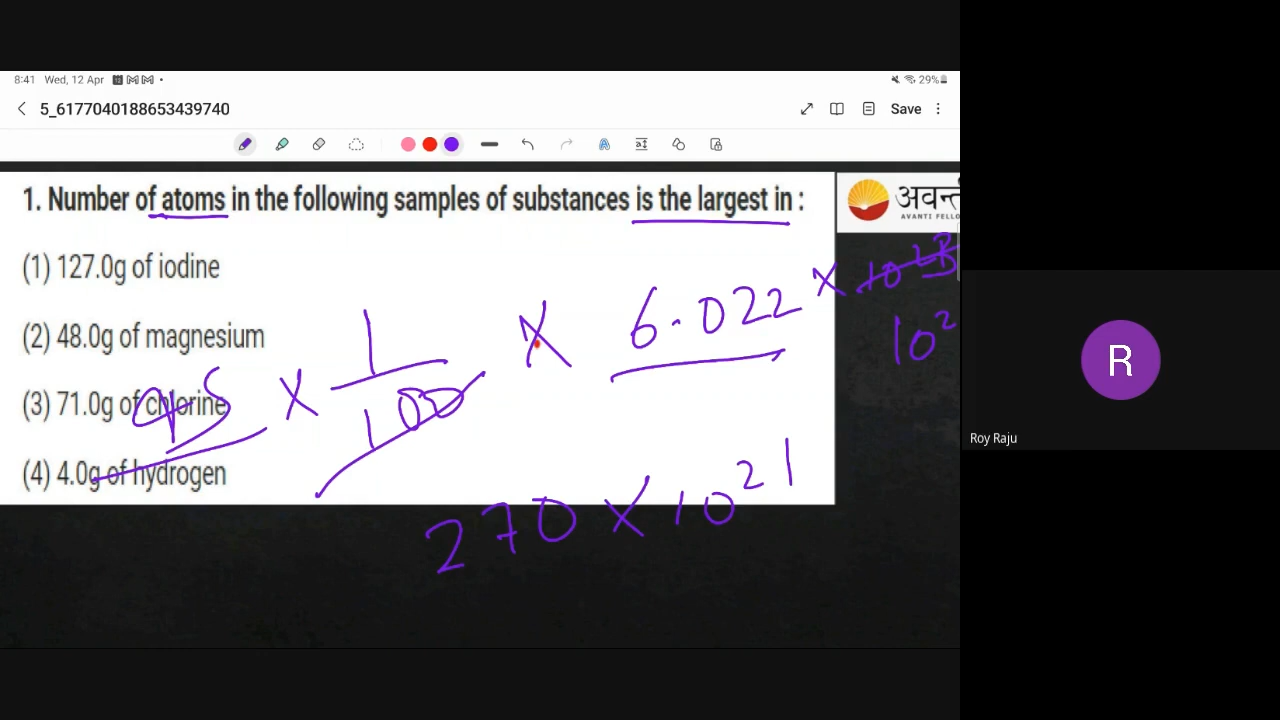 8:41 Wed, 12 Apr 29%
5_6177040188653439740 Save
1. Number of atoms in the following samples of substances is the largest in :
अवन्त
AVANTI FELLO
(1) 127.0g of iodine
(2) 48.0g of magnesium
(3) 71.0g of chlorine
(4) 4.0g of hydrogen
45 × 1/100 × 6.022 × 10²³
10²
270 × 10²¹
R
Roy Raju